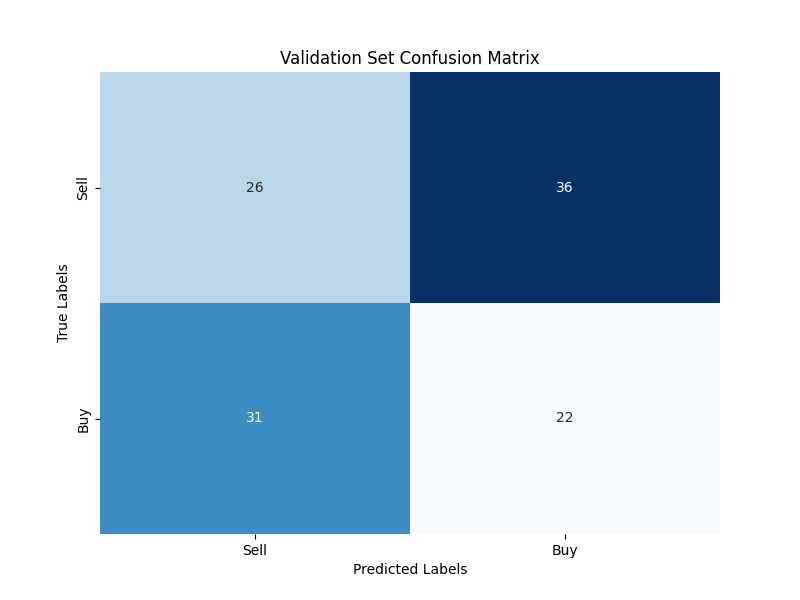 Validation Set Confusion Matrix
Sell
26
36
True Labels
Buy
31
22
Sell
Buy
Predicted Labels